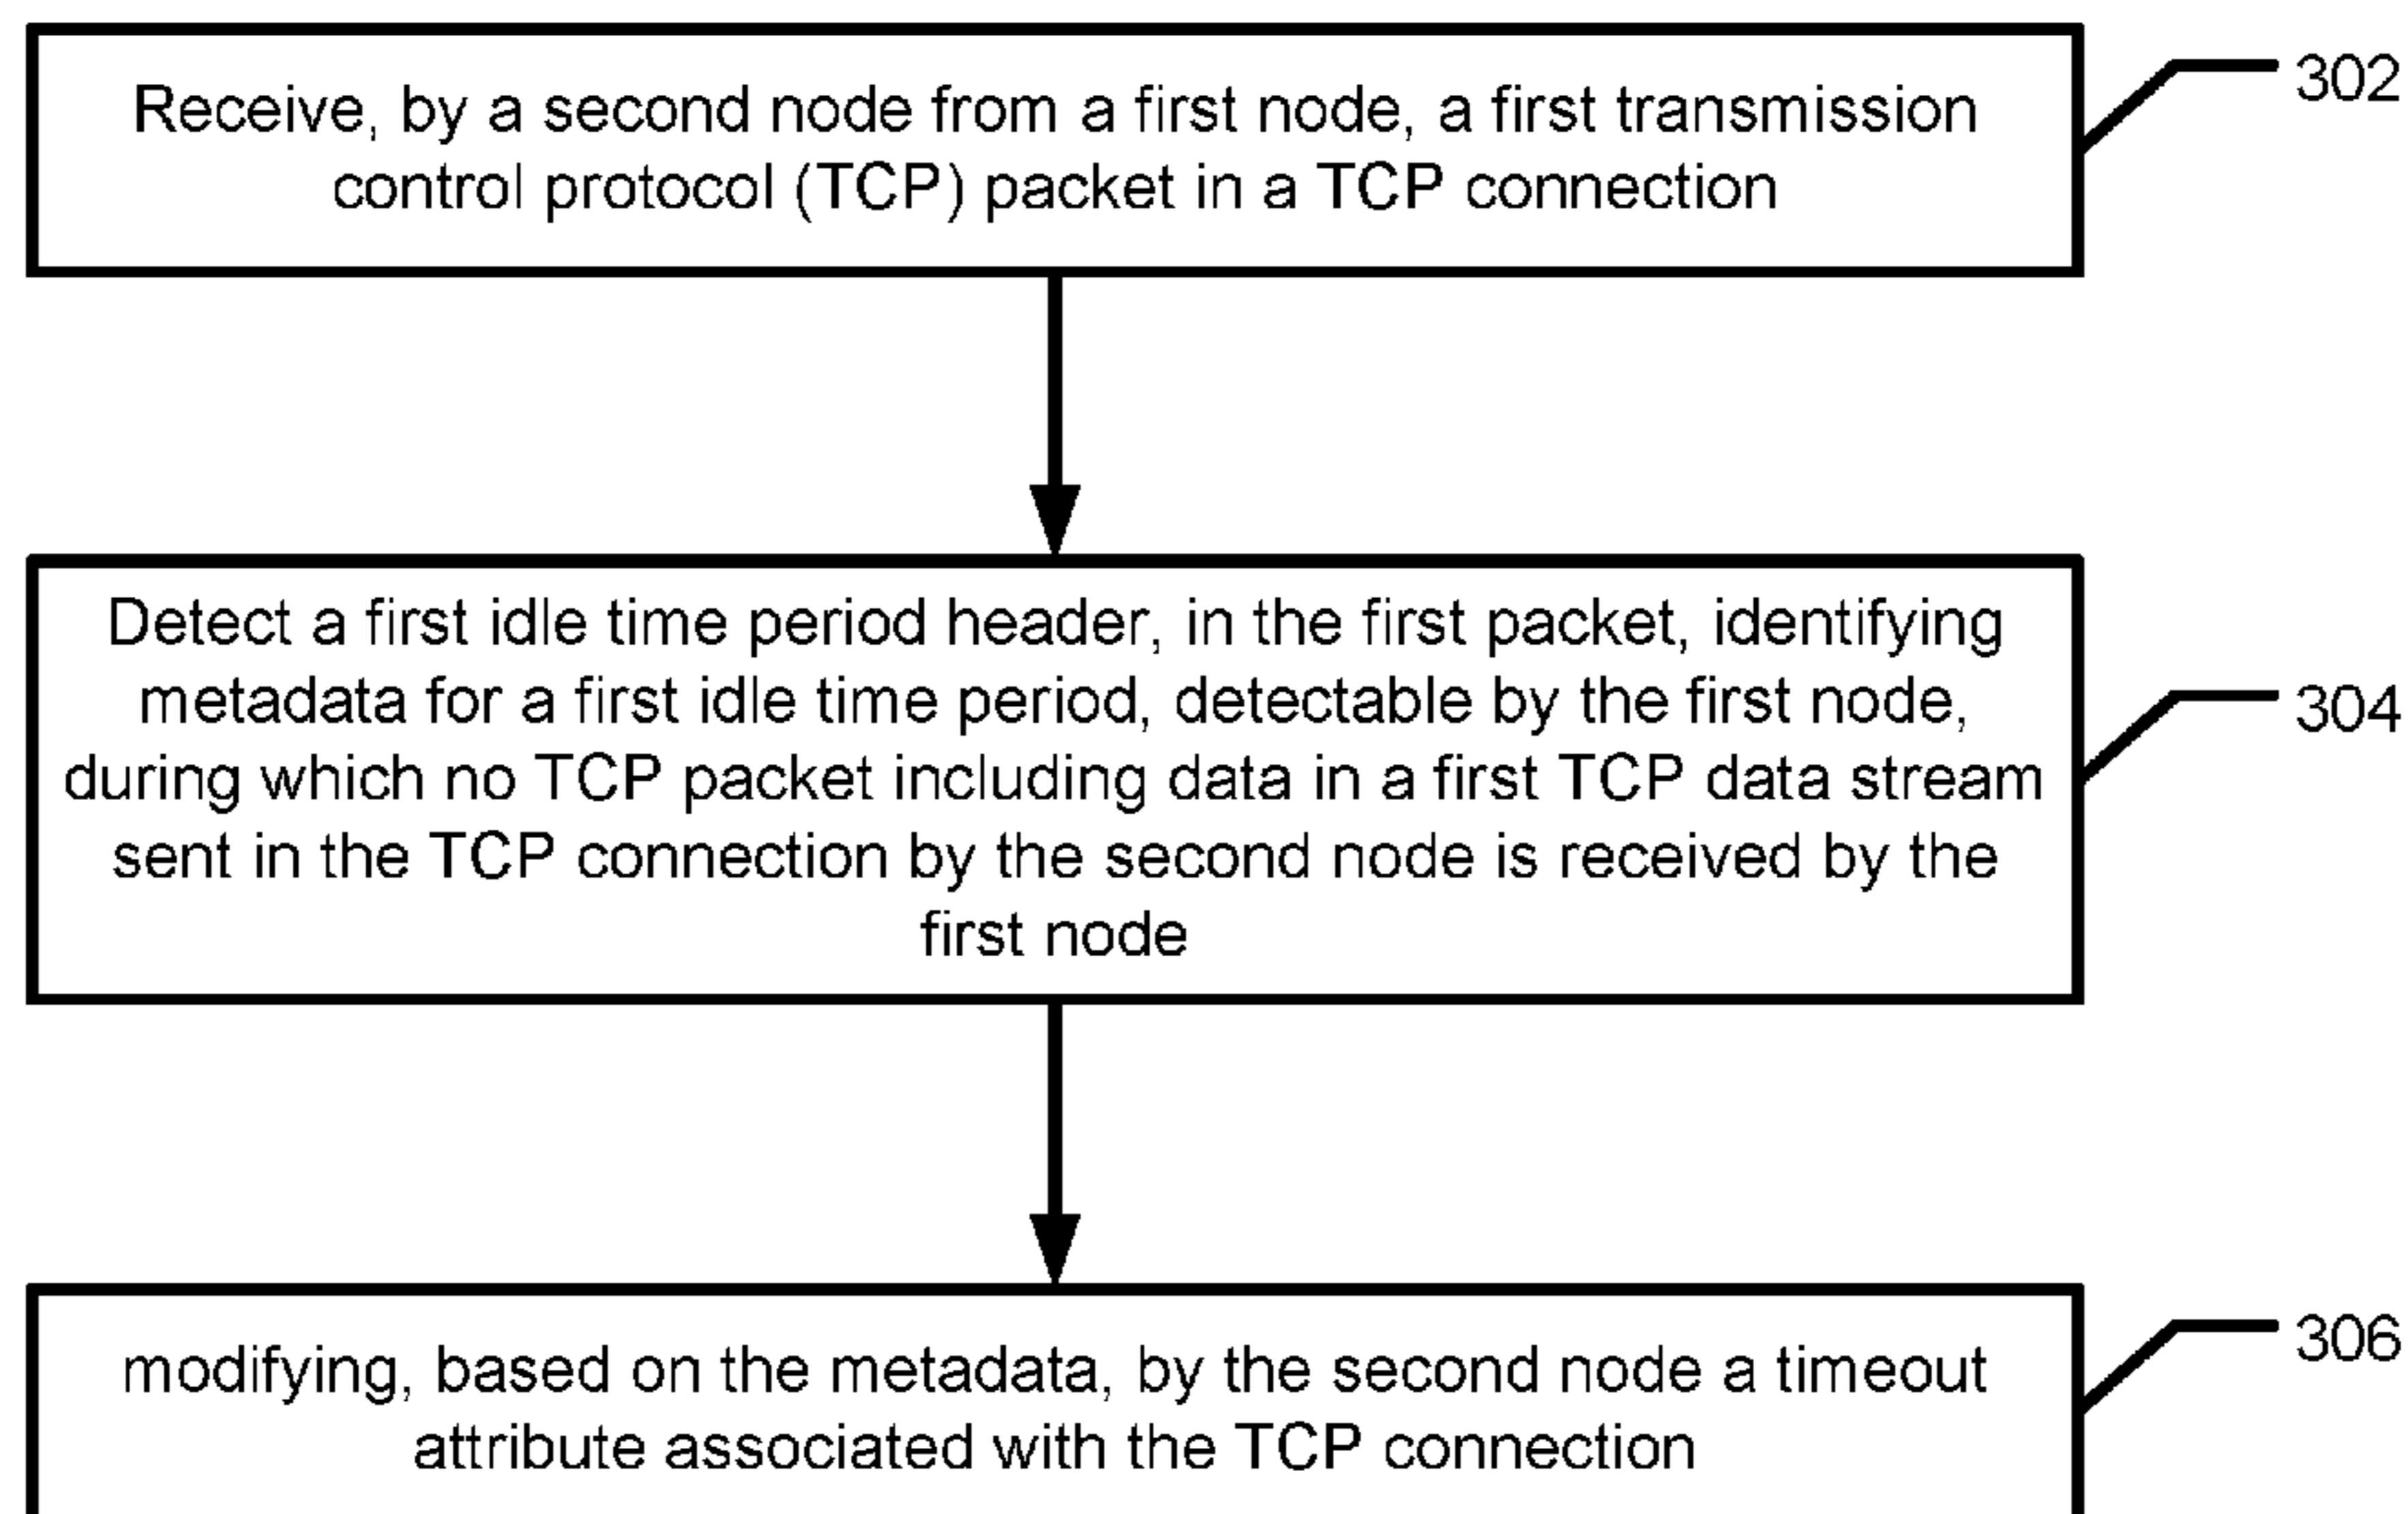 Receive, by a second node from a first node, a first transmission
control protocol (TCP) packet in a TCP connection
302
Detect a first idle time period header, in the first packet, identifying
metadata for a first idle time period, detectable by the first node,
during which no TCP packet including data in a first TCP data stream
sent in the TCP connection by the second node is received by the
first node
304
modifying, based on the metadata, by the second node a timeout
attribute associated with the TCP connection
306